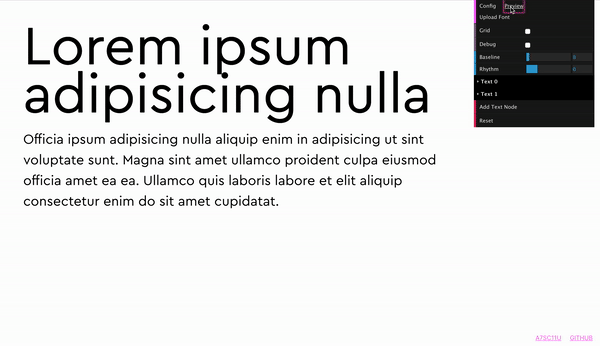 Lorem ipsum
adipisicing nulla
Officia ipsum adipisicing nulla aliquip enim in adipisicing ut sint
voluptate sunt. Magna sint amet ullamco proident culpa eiusmod
officia amet ea ea. Ullamco quis laboris labore et elit aliquip
consectetur enim do sit amet cupidatat.
Config Preview
Upload Font
Grid
Debug
Baseline
Rhythm
Text 0
Text 1
Add Text Node
Reset
A7SC11U GITHUB